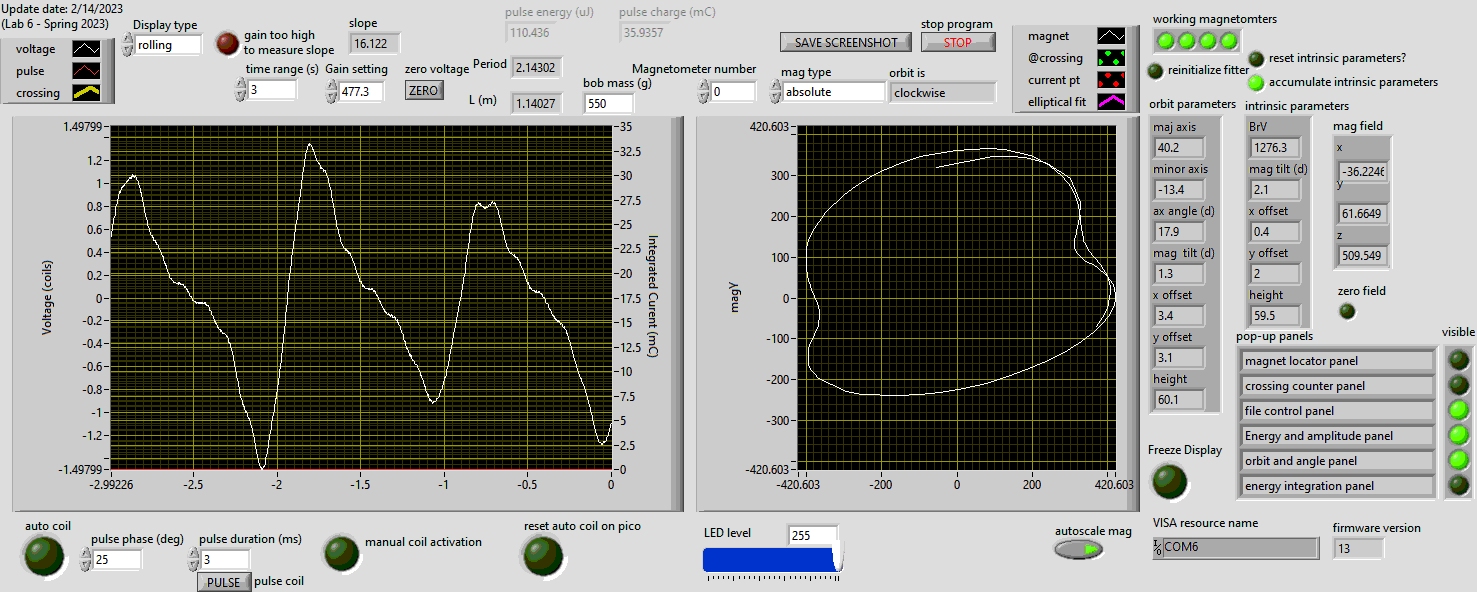 Update date: 2/14/2023
(Lab 6 - Spring 2023)
voltage
pulse
crossing
Display type
rolling
gain too high
to measure slope
slope
16.122
time range (s)
3
Gain setting
477.3
zero voltage
ZERO
pulse energy (uJ)
110.436
pulse charge (mC)
35.9357
Period
2.14302
L (m)
1.14027
bob mass (g)
550
Magnetometer number
0
SAVE SCREENSHOT
stop program
STOP
mag type
absolute
orbit is
clockwise
magnet
@crossing
current pt
elliptical fit
working magnetomters
reinitialize fitter
reset intrinsic parameters?
accumulate intrinsic parameters
orbit parameters
maj axis
40.2
minor axis
-13.4
ax angle (d)
17.9
mag tilt (d)
1.3
x offset
3.4
y offset
3.1
height
60.1
intrinsic parameters
BrV
1276.3
mag tilt (d)
2.1
x offset
0.4
y offset
2
height
59.5
mag field
x
-36.2246
y
61.6649
z
509.549
zero field
Voltage (coils)
1.49799
1.2
1
0.8
0.6
0.4
0.2
0
-0.2
-0.4
-0.6
-0.8
-1
-1.2
-1.49799
-2.99226
-2.5
-2
-1.5
-1
-0.5
0
35
32.5
30
27.5
25
22.5
20
17.5
15
12.5
10
7.5
5
2.5
0
Integrated Current (mC)
magY
420.603
300
200
100
0
-100
-200
-300
-420.603
-420.603
-200
0
200
420.603
pop-up panels
visible
magnet locator panel
crossing counter panel
file control panel
Energy and amplitude panel
orbit and angle panel
energy integration panel
Freeze Display
auto coil
pulse phase (deg)
25
pulse duration (ms)
3
PULSE
pulse coil
manual coil activation
reset auto coil on pico
LED level
255
autoscale mag
VISA resource name
COM6
firmware version
13